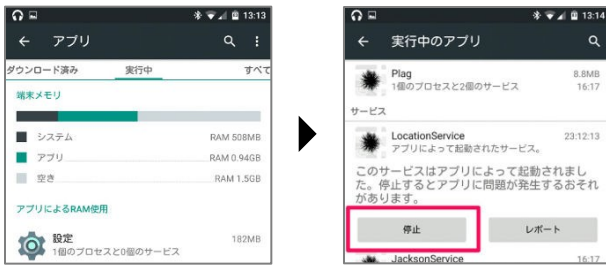 13:13
アプリ
ダウンロード済み 実行中 すべて
端末メモリ
システム RAM 508MB
アプリ RAM 0.94GB
空き RAM 1.5GB
アプリによるRAM使用
設定 182MB
1個のプロセスと0個のサービス
13:14
実行中のアプリ
Plag 8.8MB
1個のプロセスと2個のサービス 16:17
サービス
LocationService 23:12:13
アプリによって起動されたサービス。
このサービスはアプリによって起動されまし
た。停止するとアプリに問題が発生するおそれ
があります。
停止 レポート
JacksonService 16:17